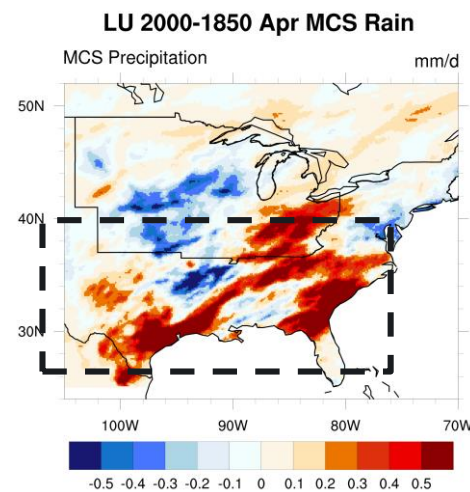 LU 2000-1850 Apr MCS Rain
MCS Precipitation mm/d
50N
40N
30N
100W 90W 80W 70W
-0.5 -0.4 -0.3 -0.2 -0.1 0 0.1 0.2 0.3 0.4 0.5